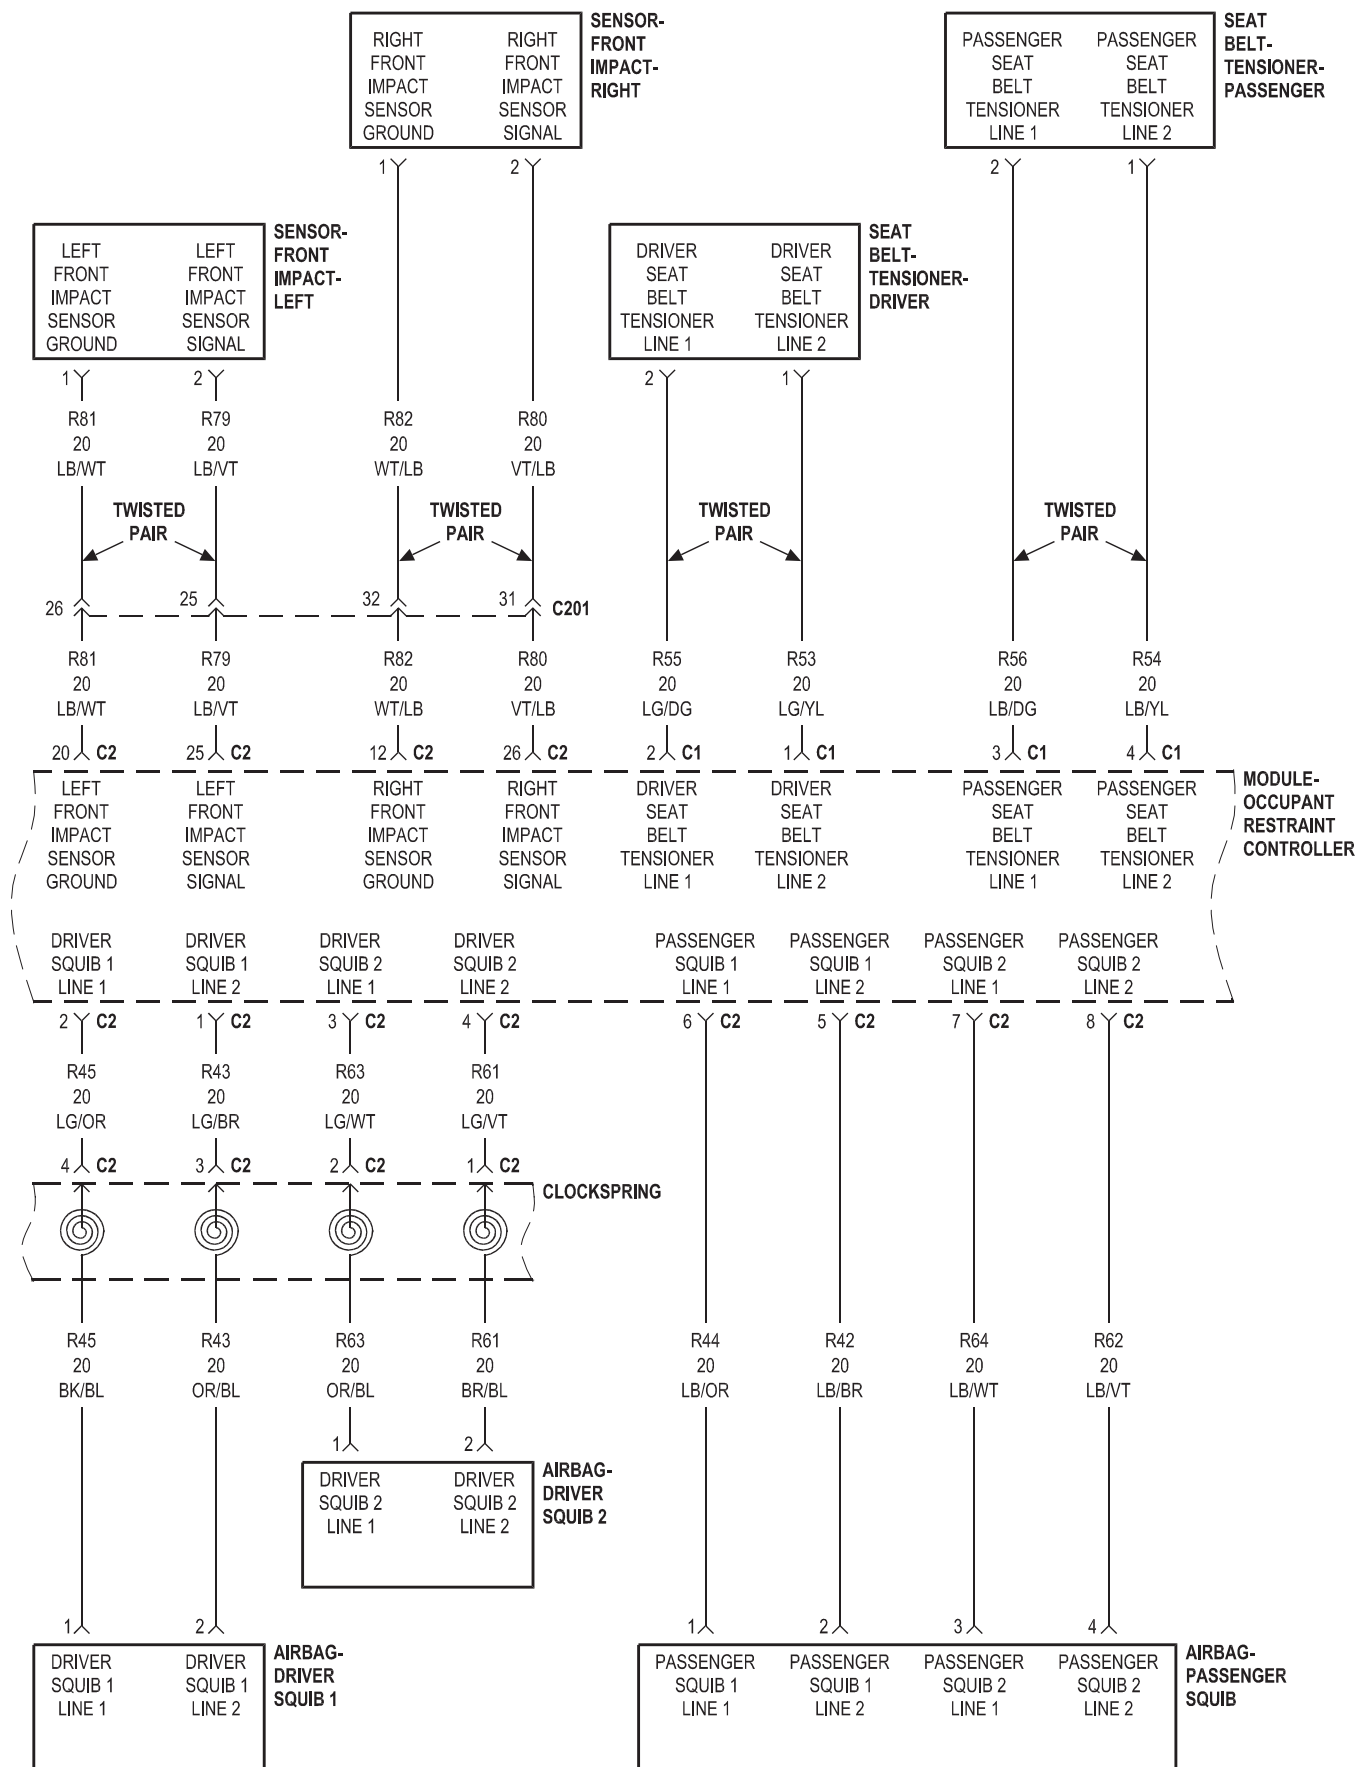 SENSOR-
FRONT
IMPACT-
RIGHT
RIGHT
FRONT
IMPACT
SENSOR
GROUND
RIGHT
FRONT
IMPACT
SENSOR
SIGNAL
1
2
SEAT
BELT-
TENSIONER-
PASSENGER
PASSENGER
SEAT
BELT
TENSIONER
LINE 1
PASSENGER
SEAT
BELT
TENSIONER
LINE 2
2
1
SENSOR-
FRONT
IMPACT-
LEFT
LEFT
FRONT
IMPACT
SENSOR
GROUND
LEFT
FRONT
IMPACT
SENSOR
SIGNAL
1
2
SEAT
BELT-
TENSIONER-
DRIVER
DRIVER
SEAT
BELT
TENSIONER
LINE 1
DRIVER
SEAT
BELT
TENSIONER
LINE 2
2
1
R81
20
LB/WT
R79
20
LB/VT
R82
20
WT/LB
R80
20
VT/LB
TWISTED
PAIR
TWISTED
PAIR
TWISTED
PAIR
TWISTED
PAIR
26
25
32
31
C201
R81
20
LB/WT
R79
20
LB/VT
R82
20
WT/LB
R80
20
VT/LB
R55
20
LG/DG
R53
20
LG/YL
R56
20
LB/DG
R54
20
LB/YL
20 C2
25 C2
12 C2
26 C2
2 C1
1 C1
3 C1
4 C1
MODULE-
OCCUPANT
RESTRAINT
CONTROLLER
LEFT
FRONT
IMPACT
SENSOR
GROUND
LEFT
FRONT
IMPACT
SENSOR
SIGNAL
RIGHT
FRONT
IMPACT
SENSOR
GROUND
RIGHT
FRONT
IMPACT
SENSOR
SIGNAL
DRIVER
SEAT
BELT
TENSIONER
LINE 1
DRIVER
SEAT
BELT
TENSIONER
LINE 2
PASSENGER
SEAT
BELT
TENSIONER
LINE 1
PASSENGER
SEAT
BELT
TENSIONER
LINE 2
DRIVER
SQUIB 1
LINE 1
DRIVER
SQUIB 1
LINE 2
DRIVER
SQUIB 2
LINE 1
DRIVER
SQUIB 2
LINE 2
PASSENGER
SQUIB 1
LINE 1
PASSENGER
SQUIB 1
LINE 2
PASSENGER
SQUIB 2
LINE 1
PASSENGER
SQUIB 2
LINE 2
2 C2
1 C2
3 C2
4 C2
6 C2
5 C2
7 C2
8 C2
R45
20
LG/OR
R43
20
LG/BR
R63
20
LG/WT
R61
20
LG/VT
4 C2
3 C2
2 C2
1 C2
CLOCKSPRING
R45
20
BK/BL
R43
20
OR/BL
R63
20
OR/BL
R61
20
BR/BL
R44
20
LB/OR
R42
20
LB/BR
R64
20
LB/WT
R62
20
LB/VT
1
2
DRIVER
SQUIB 2
LINE 1
DRIVER
SQUIB 2
LINE 2
AIRBAG-
DRIVER
SQUIB 2
1
2
DRIVER
SQUIB 1
LINE 1
DRIVER
SQUIB 1
LINE 2
AIRBAG-
DRIVER
SQUIB 1
1
2
3
4
PASSENGER
SQUIB 1
LINE 1
PASSENGER
SQUIB 1
LINE 2
PASSENGER
SQUIB 2
LINE 1
PASSENGER
SQUIB 2
LINE 2
AIRBAG-
PASSENGER
SQUIB